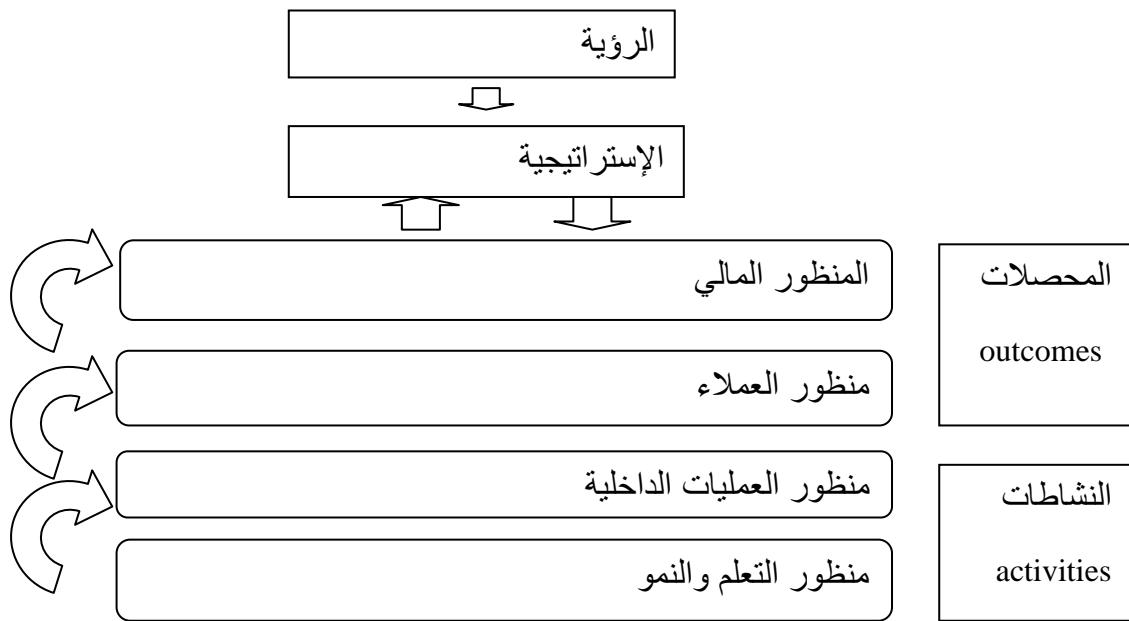 الرؤية
الإستراتيجية
المنظور المالي
المحصلات
outcomes
منظور العملاء
منظور العمليات الداخلية
النشاطات
activities
منظور التعلم والنمو